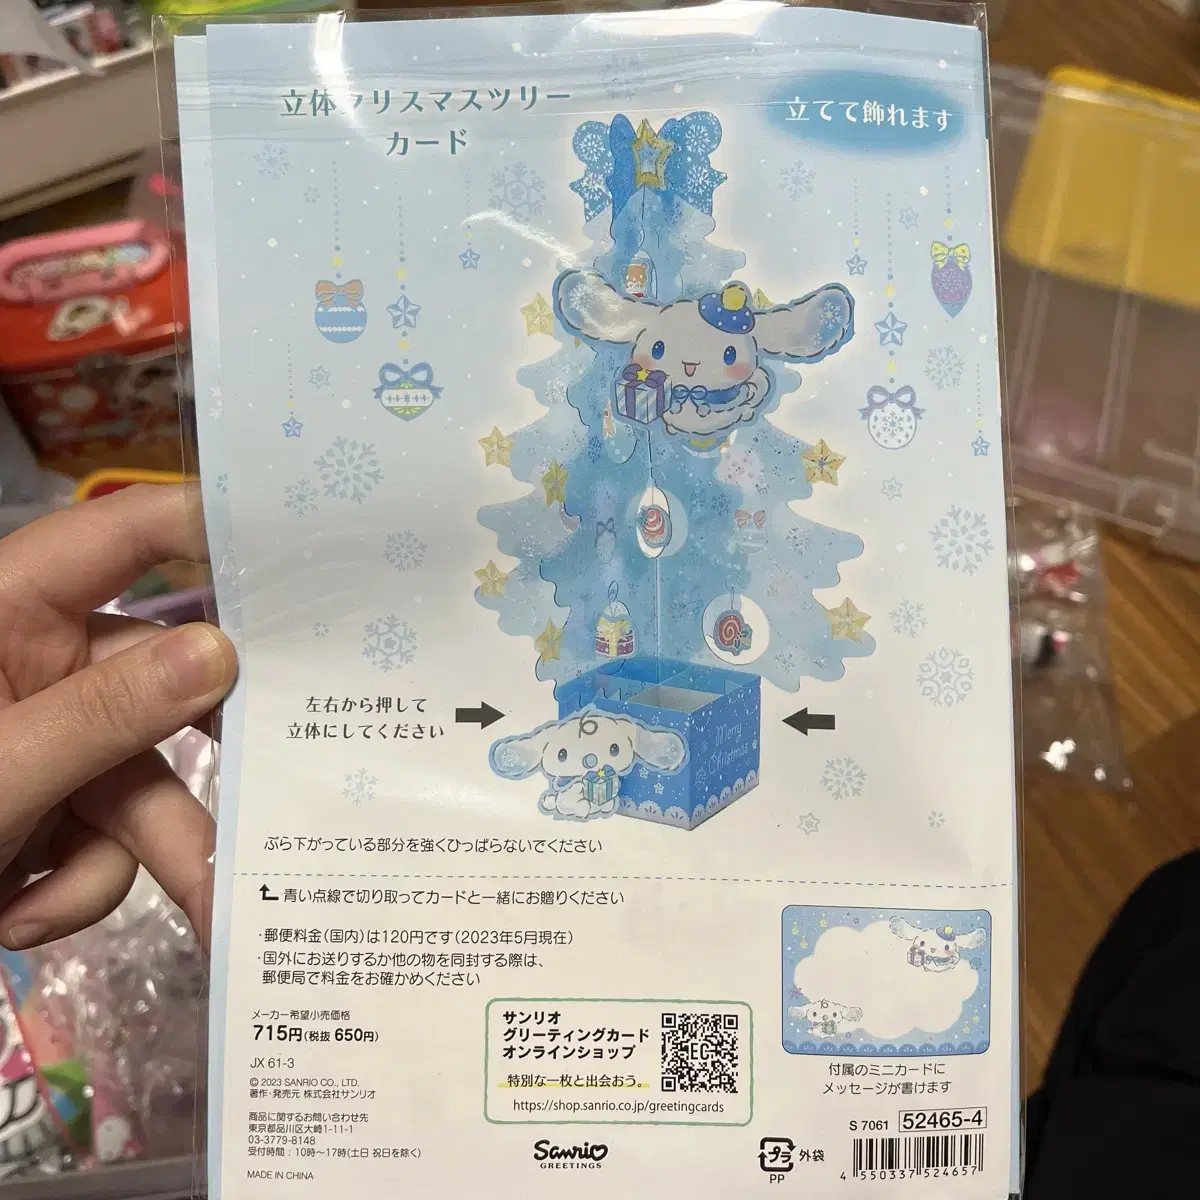 立体クリスマスツリー
カード
立てて飾れます
左右から押して
立体にしてください
Merry
Christmas
ぶら下がっている部分を強くひっぱらないでください
青い点線で切り取ってカードと一緒にお贈りください
・郵便料金(国内)は120円です(2023年5月現在)
・国外にお送りするか他の物を同封する際は、
郵便局で料金をお確かめください
メーカー希望小売価格
715円(税抜 650円)
JX 61-3
© 2023 SANRIO CO., LTD.
著作・発売元 株式会社サンリオ
商品に関するお問い合わせ先
東京都品川区大崎1-11-1
03-3779-8148
受付時間:10時〜17時(土日 祝日を除く)
MADE IN CHINA
サンリオ
グリーティングカード
オンラインショップ
特別な一枚と出会おう。
EC
https://shop.sanrio.co.jp/greetingcards
Sanrio
GREETINGS
付属のミニカードに
メッセージが書けます
S 7061 52465-4
プラ 外袋
PP
4 550337 524657